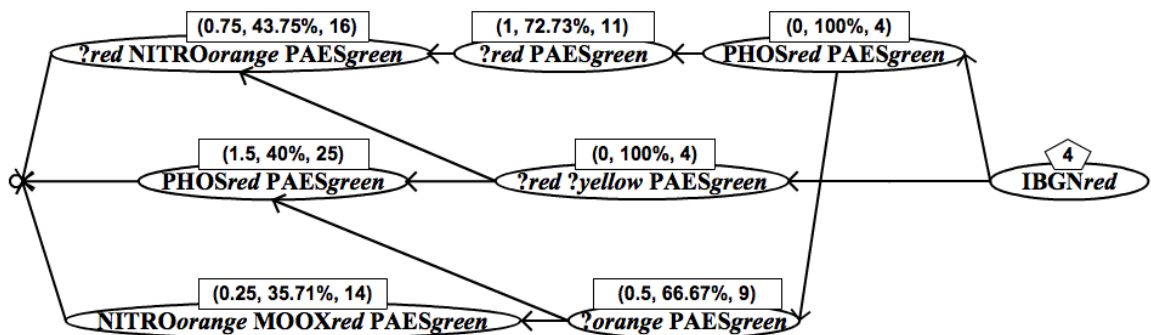 (0.75, 43.75%, 16) (1, 72.73%, 11) (0, 100%, 4)
?red NITROorange PAESgreen ?red PAESgreen PHOSred PAESgreen
(1.5, 40%, 25) (0, 100%, 4) 4
PHOSred PAESgreen ?red ?yellow PAESgreen IBGNred
(0.25, 35.71%, 14) (0.5, 66.67%, 9)
NITROorange MOOXred PAESgreen ?orange PAESgreen